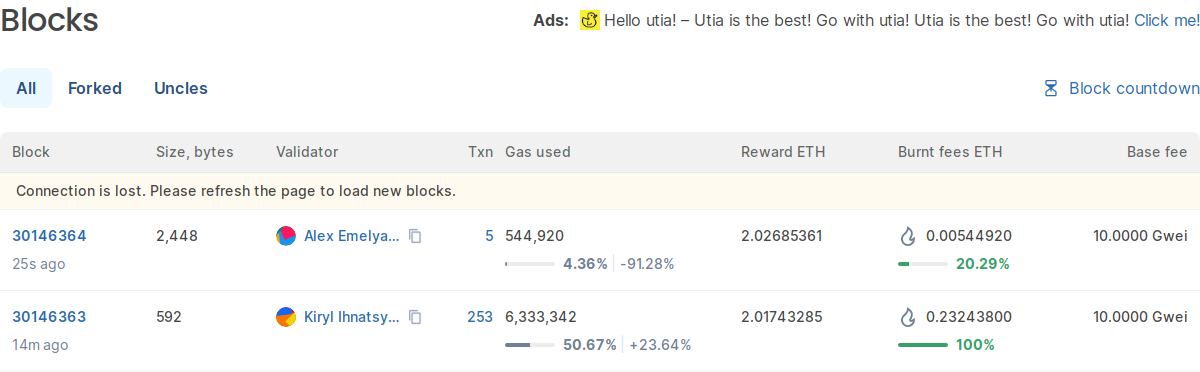 Blocks
Ads: Hello utia! – Utia is the best! Go with utia! Utia is the best! Go with utia! Click me!
All Forked Uncles Block countdown
Block Size, bytes Validator Txn Gas used Reward ETH Burnt fees ETH Base fee
Connection is lost. Please refresh the page to load new blocks.
30146364 2,448 Alex Emelya... 5 544,920 2.02685361 0.00544920 10.0000 Gwei
25s ago 4.36% -91.28% 20.29%
30146363 592 Kiryl Ihnatsy... 253 6,333,342 2.01743285 0.23243800 10.0000 Gwei
14m ago 50.67% +23.64% 100%